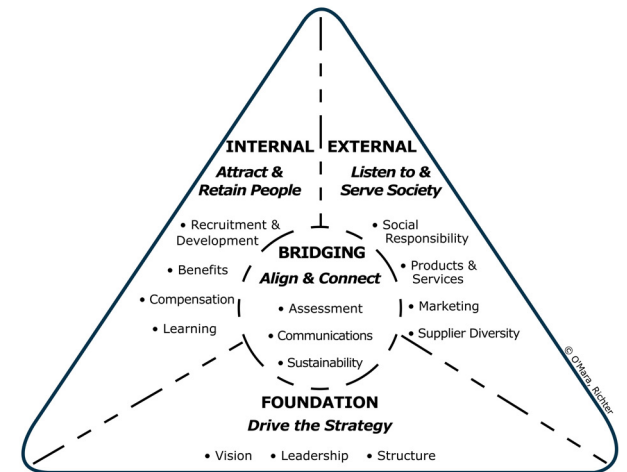 INTERNAL
Attract &
Retain People
• Recruitment &
Development
• Benefits
• Compensation
• Learning
EXTERNAL
Listen to &
Serve Society
• Social
Responsibility
• Products &
Services
• Marketing
• Supplier Diversity
BRIDGING
Align & Connect
• Assessment
• Communications
• Sustainability
FOUNDATION
Drive the Strategy
• Vision • Leadership • Structure
© O'Mara, Richter